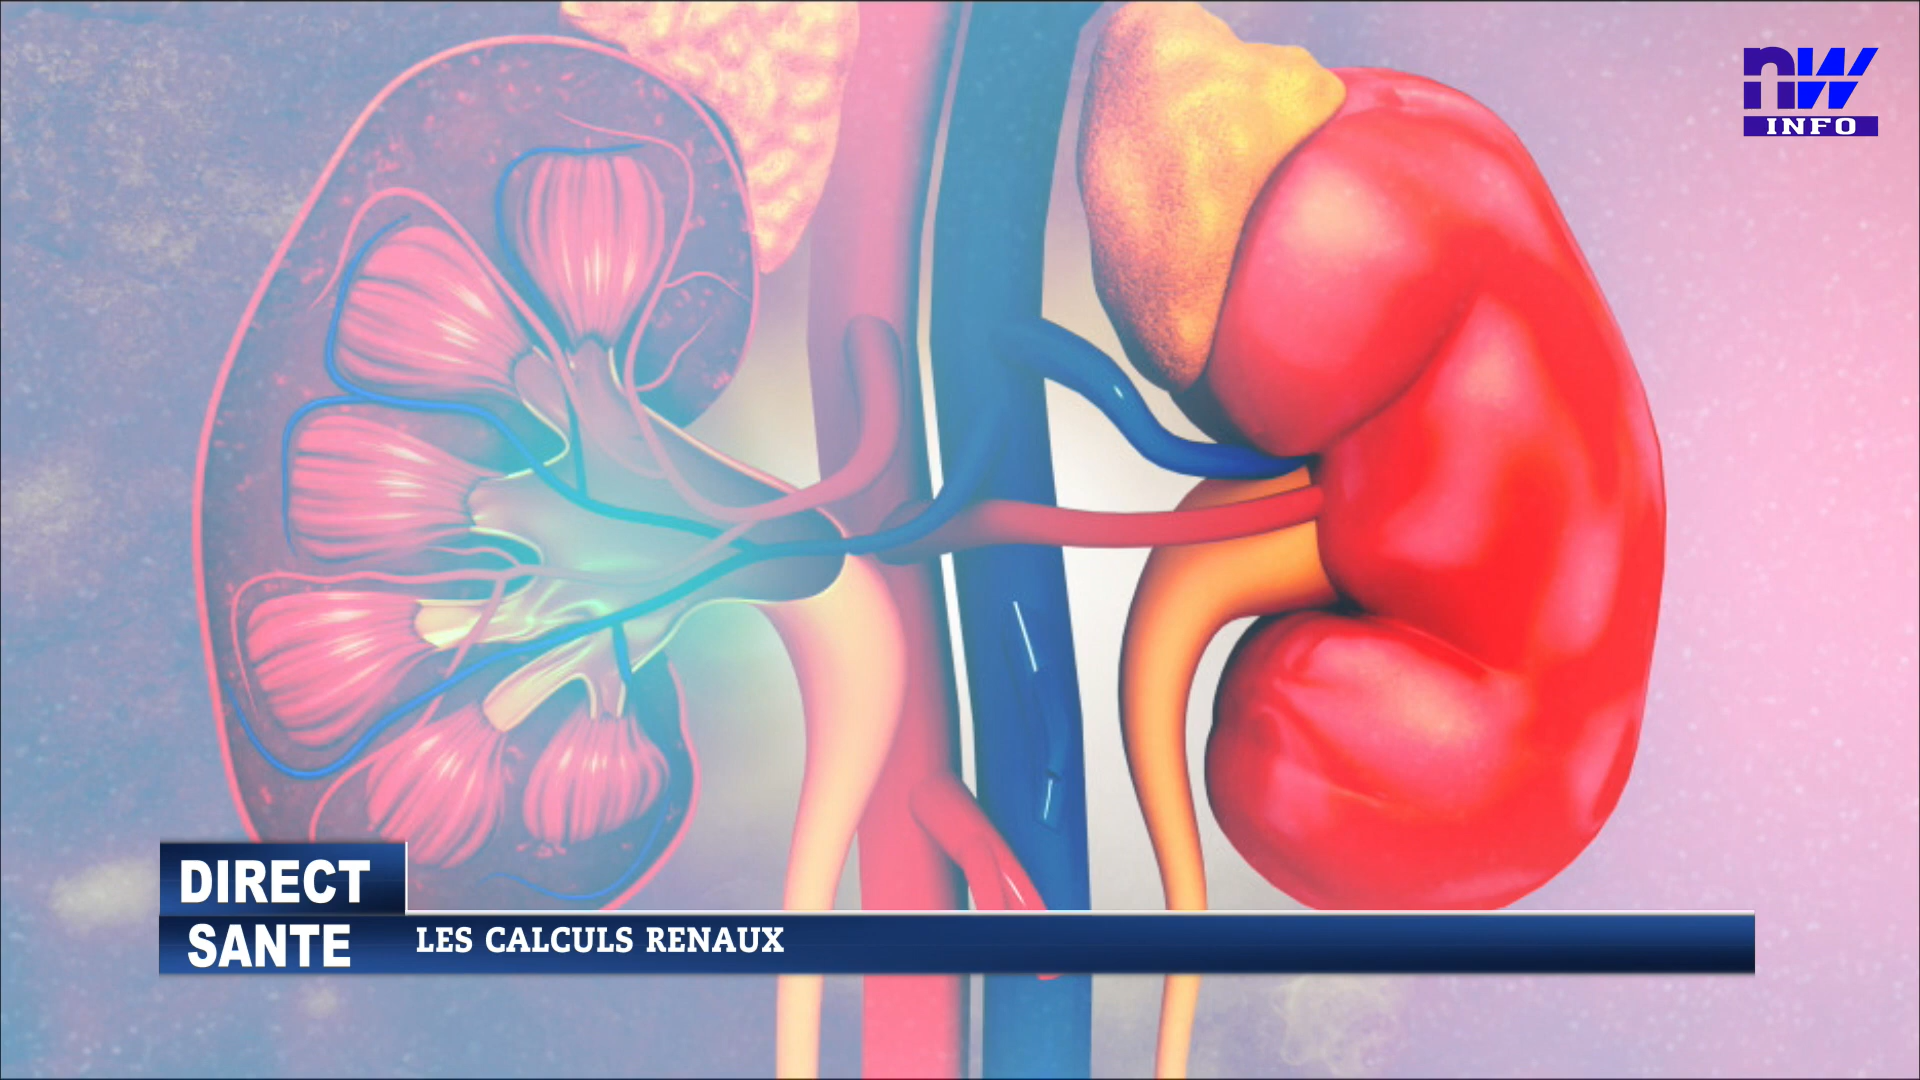 nw
INFO
DIRECT
SANTE
LES CALCULS RENAUX